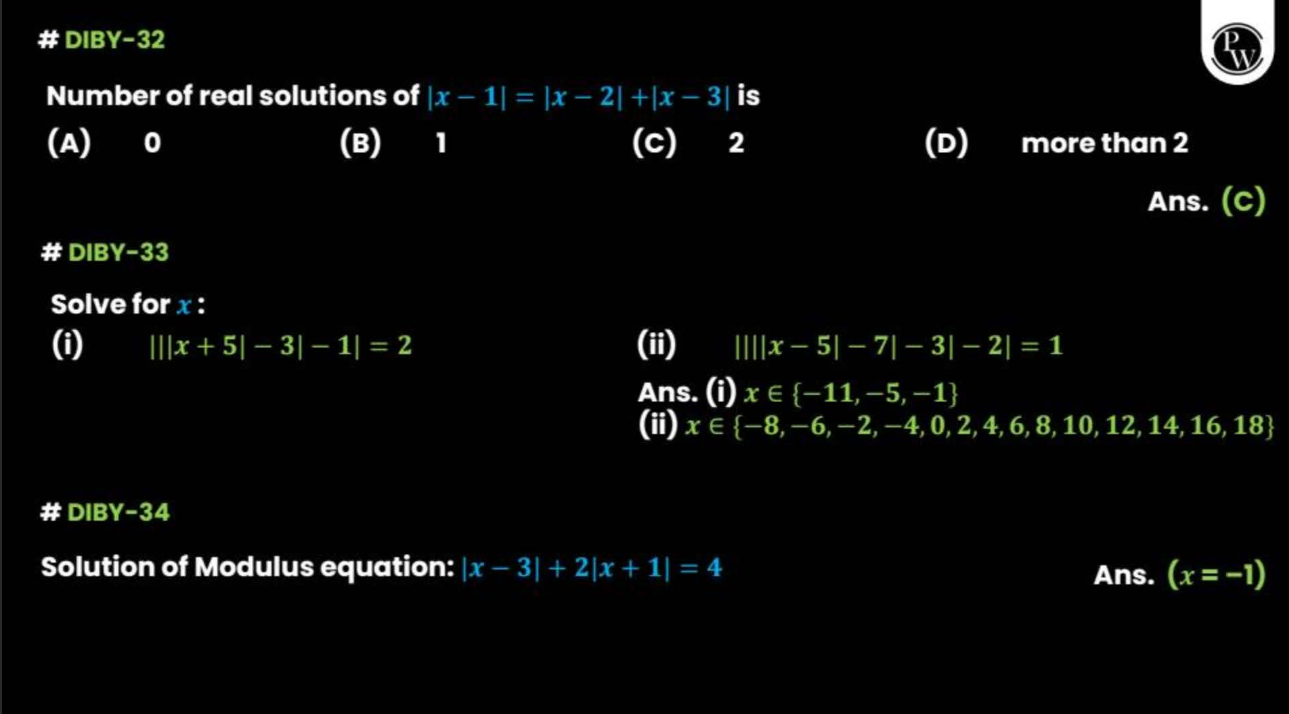 # DIBY-32
PW
Number of real solutions of |x − 1| = |x − 2| +|x − 3| is
(A) 0 (B) 1 (C) 2 (D) more than 2
Ans. (C)
# DIBY-33
Solve for x :
(i) |||x + 5| − 3| − 1| = 2 (ii) ||||x − 5| − 7| − 3| − 2| = 1
Ans. (i) x ∈ {−11, −5, −1}
(ii) x ∈ {−8, −6, −2, −4, 0, 2, 4, 6, 8, 10, 12, 14, 16, 18}
# DIBY-34
Solution of Modulus equation: |x − 3| + 2|x + 1| = 4
Ans. (x = −1)